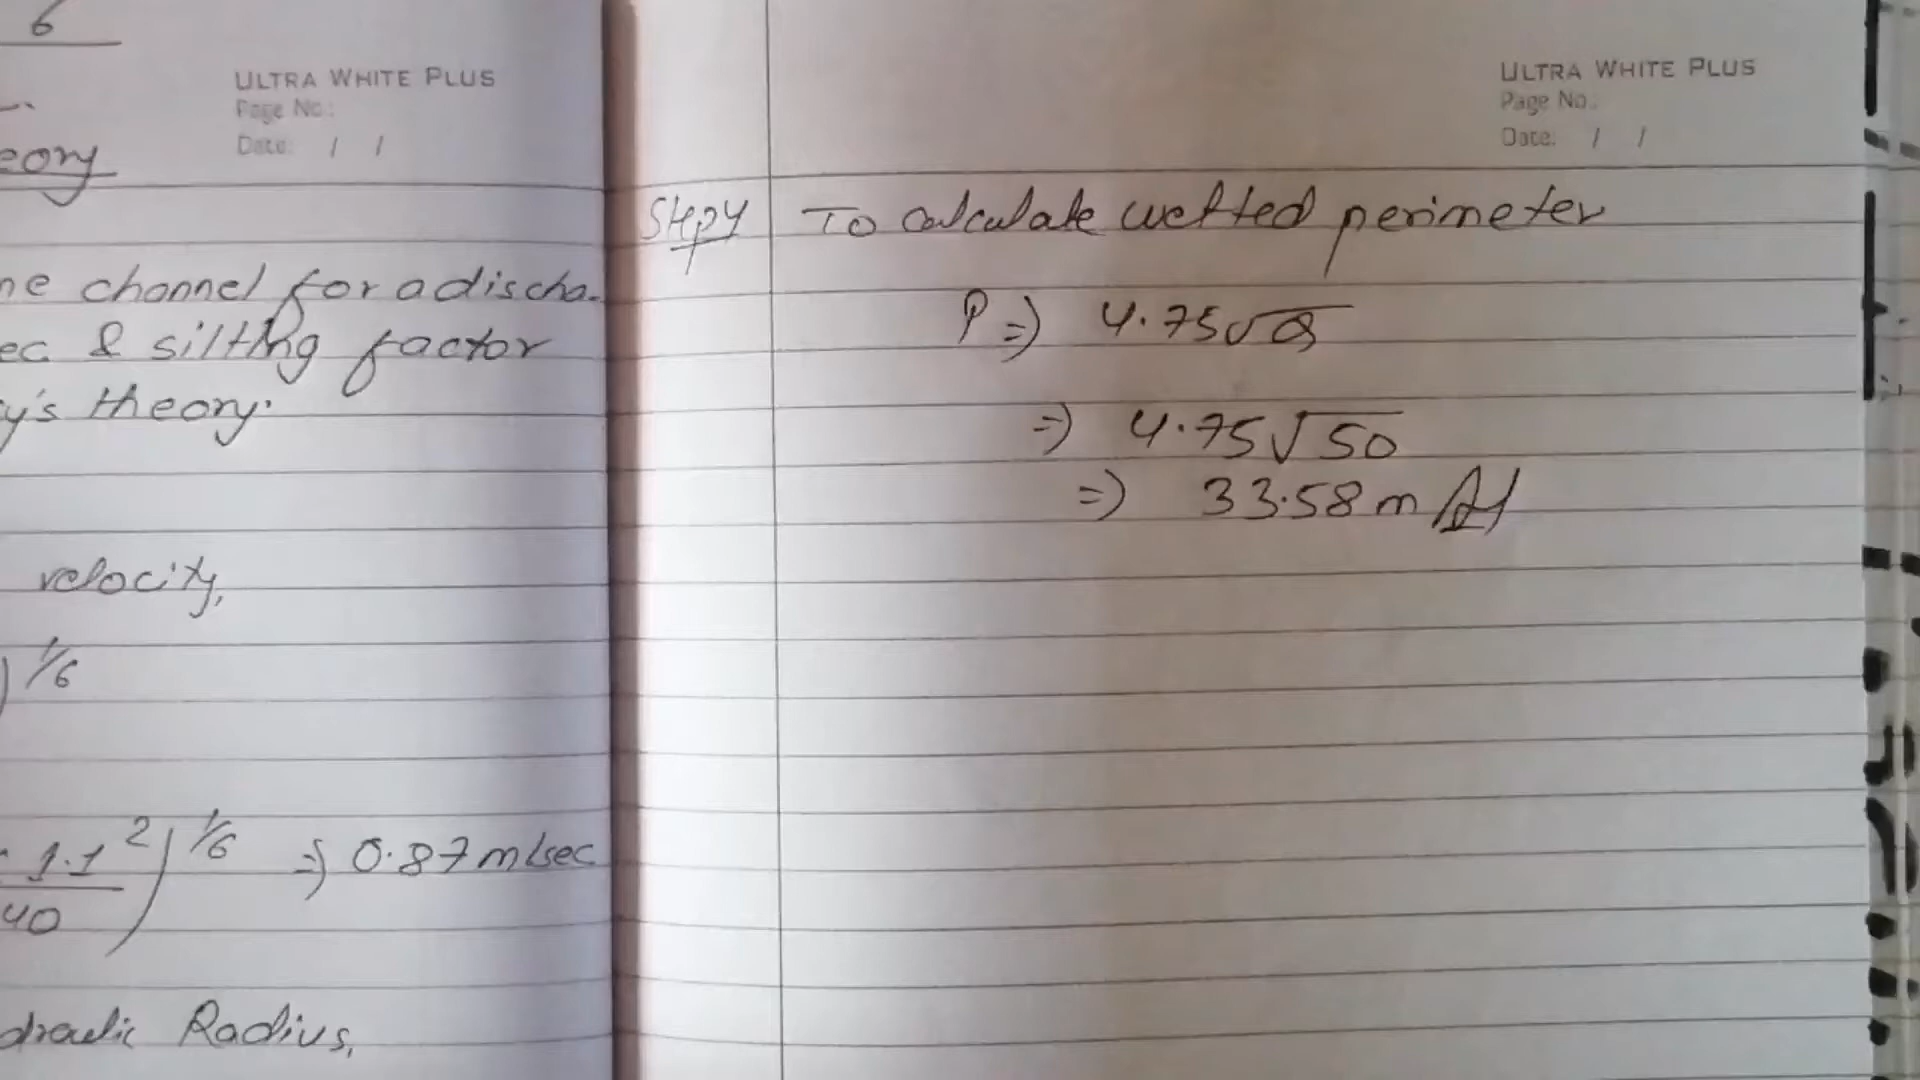 6
ULTRA WHITE PLUS
Page No.:
Date: / /
eory
ne channel for a discha.
ec & silting factor
y's theory.
velocity,
) 1/6
1.1 2) 1/6 => 0.87 m/sec
40
draulic Radius,
ULTRA WHITE PLUS
Page No.
Date: / /
Step 4 To calculate wetted perimeter
P => 4.75√Q
=> 4.75√50
=> 33.58 m